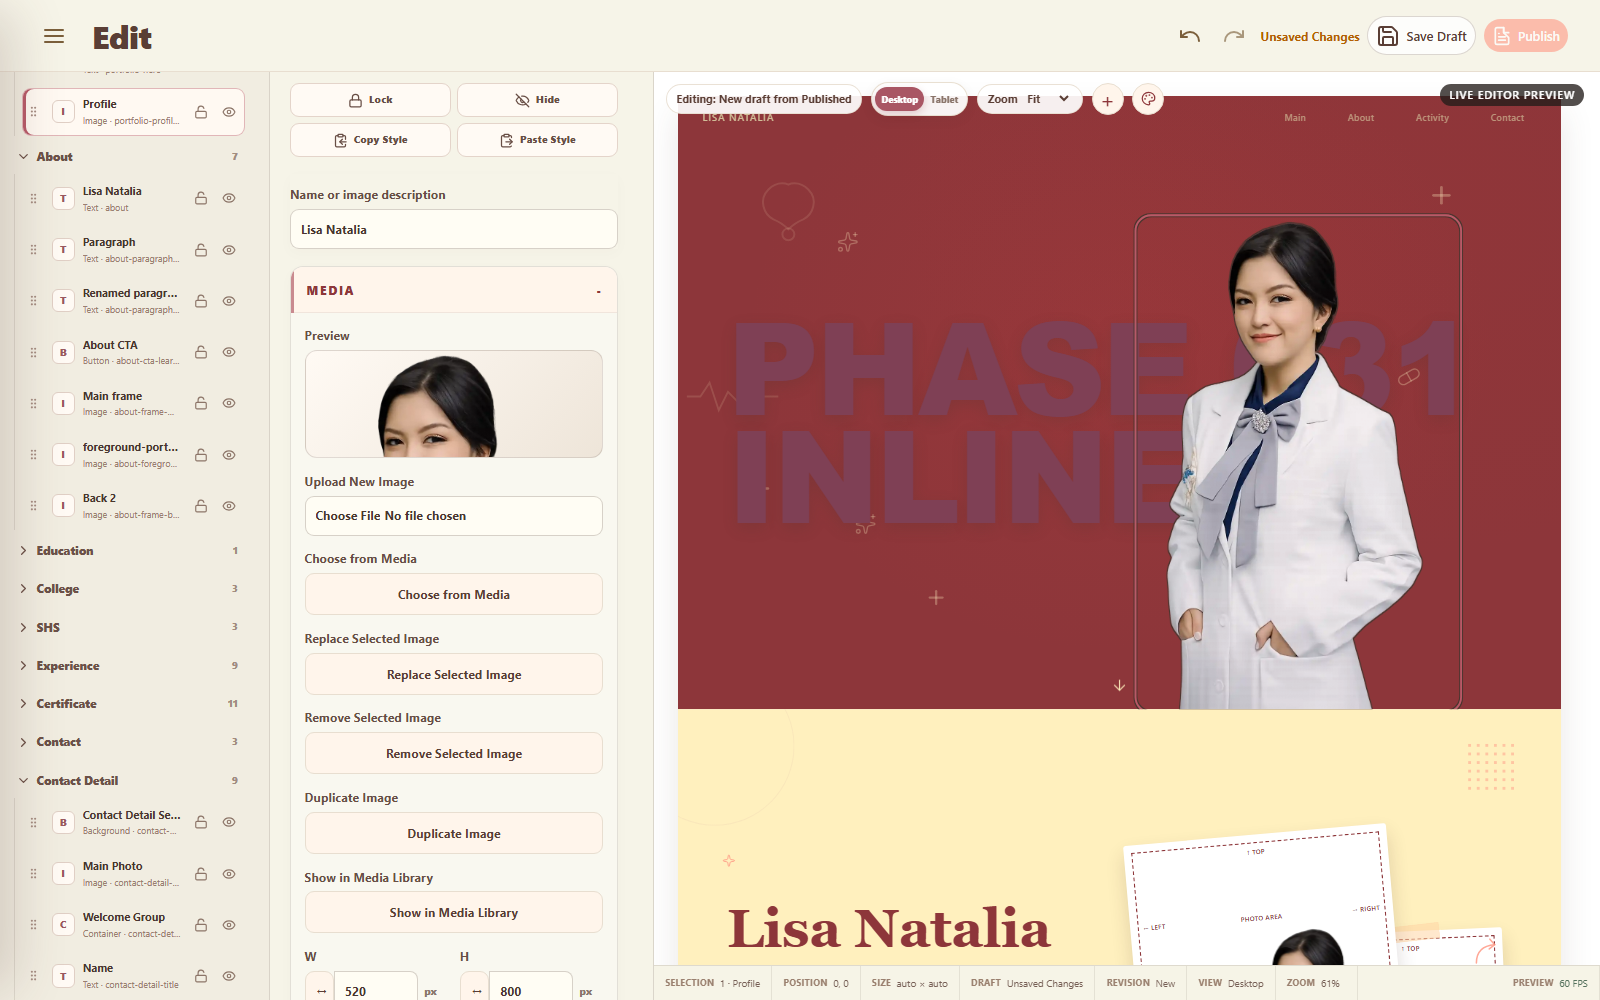 Edit
Unsaved Changes
Save Draft
Publish
I
Profile
Image · portfolio-profil...
About
7
T
Lisa Natalia
Text · about
T
Paragraph
Text · about-paragraph...
T
Renamed paragr...
Text · about-paragraph...
B
About CTA
Button · about-cta-lear...
I
Main frame
Image · about-frame-...
I
foreground-port...
Image · about-foregro...
I
Back 2
Image · about-frame-b...
Education
1
College
3
SHS
3
Experience
9
Certificate
11
Contact
3
Contact Detail
9
B
Contact Detail Se...
Background · contact-...
I
Main Photo
Image · contact-detail-...
C
Welcome Group
Container · contact-det...
T
Name
Text · contact-detail-title
Lock
Hide
Copy Style
Paste Style
Name or image description
Lisa Natalia
MEDIA
-
Preview
Upload New Image
Choose File No file chosen
Choose from Media
Choose from Media
Replace Selected Image
Replace Selected Image
Remove Selected Image
Remove Selected Image
Duplicate Image
Duplicate Image
Show in Media Library
Show in Media Library
W
H
520
px
800
px
Editing: New draft from Published
Desktop
Tablet
Zoom
Fit
LIVE EDITOR PREVIEW
LISA NATALIA
Main
About
Activity
Contact
PHASE 31
INLINE
↑ TOP
PHOTO AREA
← LEFT
→ RIGHT
↑ TOP
Lisa Natalia
SELECTION 1 · Profile
POSITION 0, 0
SIZE auto × auto
DRAFT Unsaved Changes
REVISION New
VIEW Desktop
ZOOM 61%
PREVIEW 60 FPS